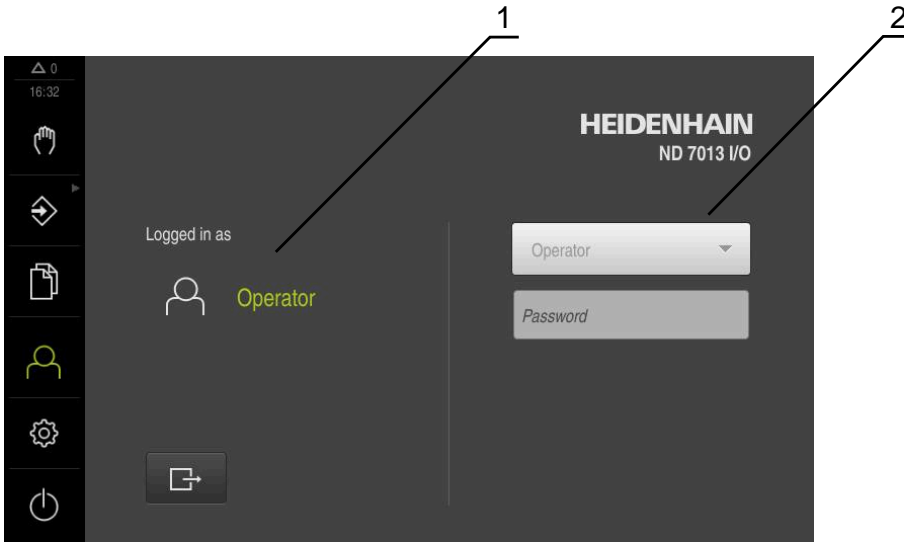 1
2
0
16:32
HEIDENHAIN
ND 7013 I/O
Logged in as
Operator
Operator
Password